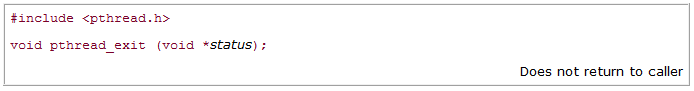 #include <pthread.h>
void pthread_exit (void *status);
Does not return to caller